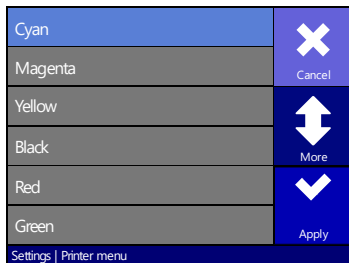 Cyan
Cancel
Magenta
Yellow
More
Black
Red
Apply
Green
Settings | Printer menu